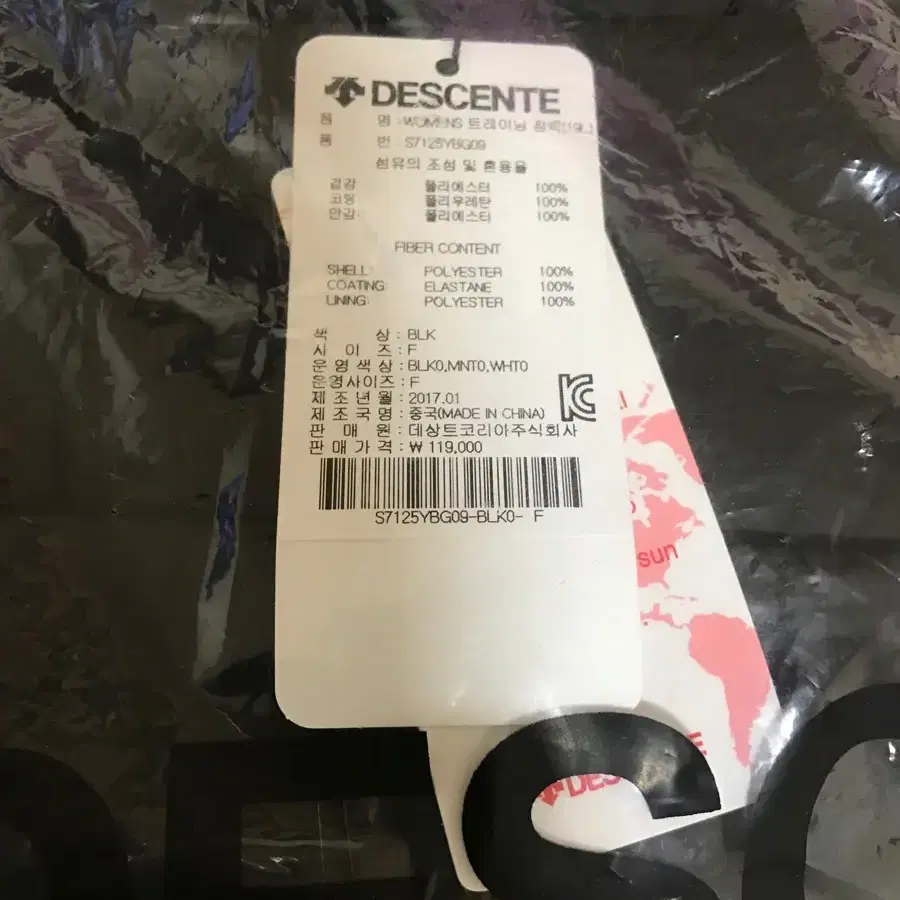 DESCENTE
품 명 : WOMENS 트레이닝 짐백(19L)
품 번 : S7125YBG09
섬유의 조성 및 혼용율
겉감: 폴리에스터 100%
코팅: 폴리우레탄 100%
안감: 폴리에스터 100%
FIBER CONTENT
SHELL: POLYESTER 100%
COATING: ELASTANE 100%
LINING: POLYESTER 100%
색 상 : BLK
사 이 즈 : F
운 영 색 상 : BLK0,MNT0,WHT0
운영사이즈 : F
제 조 년 월 : 2017.01
제 조 국 명 : 중국(MADE IN CHINA)
판 매 원 : 데상트코리아주식회사
판 매 가 격 : ₩ 119,000
S7125YBG09-BLK0- F
sun